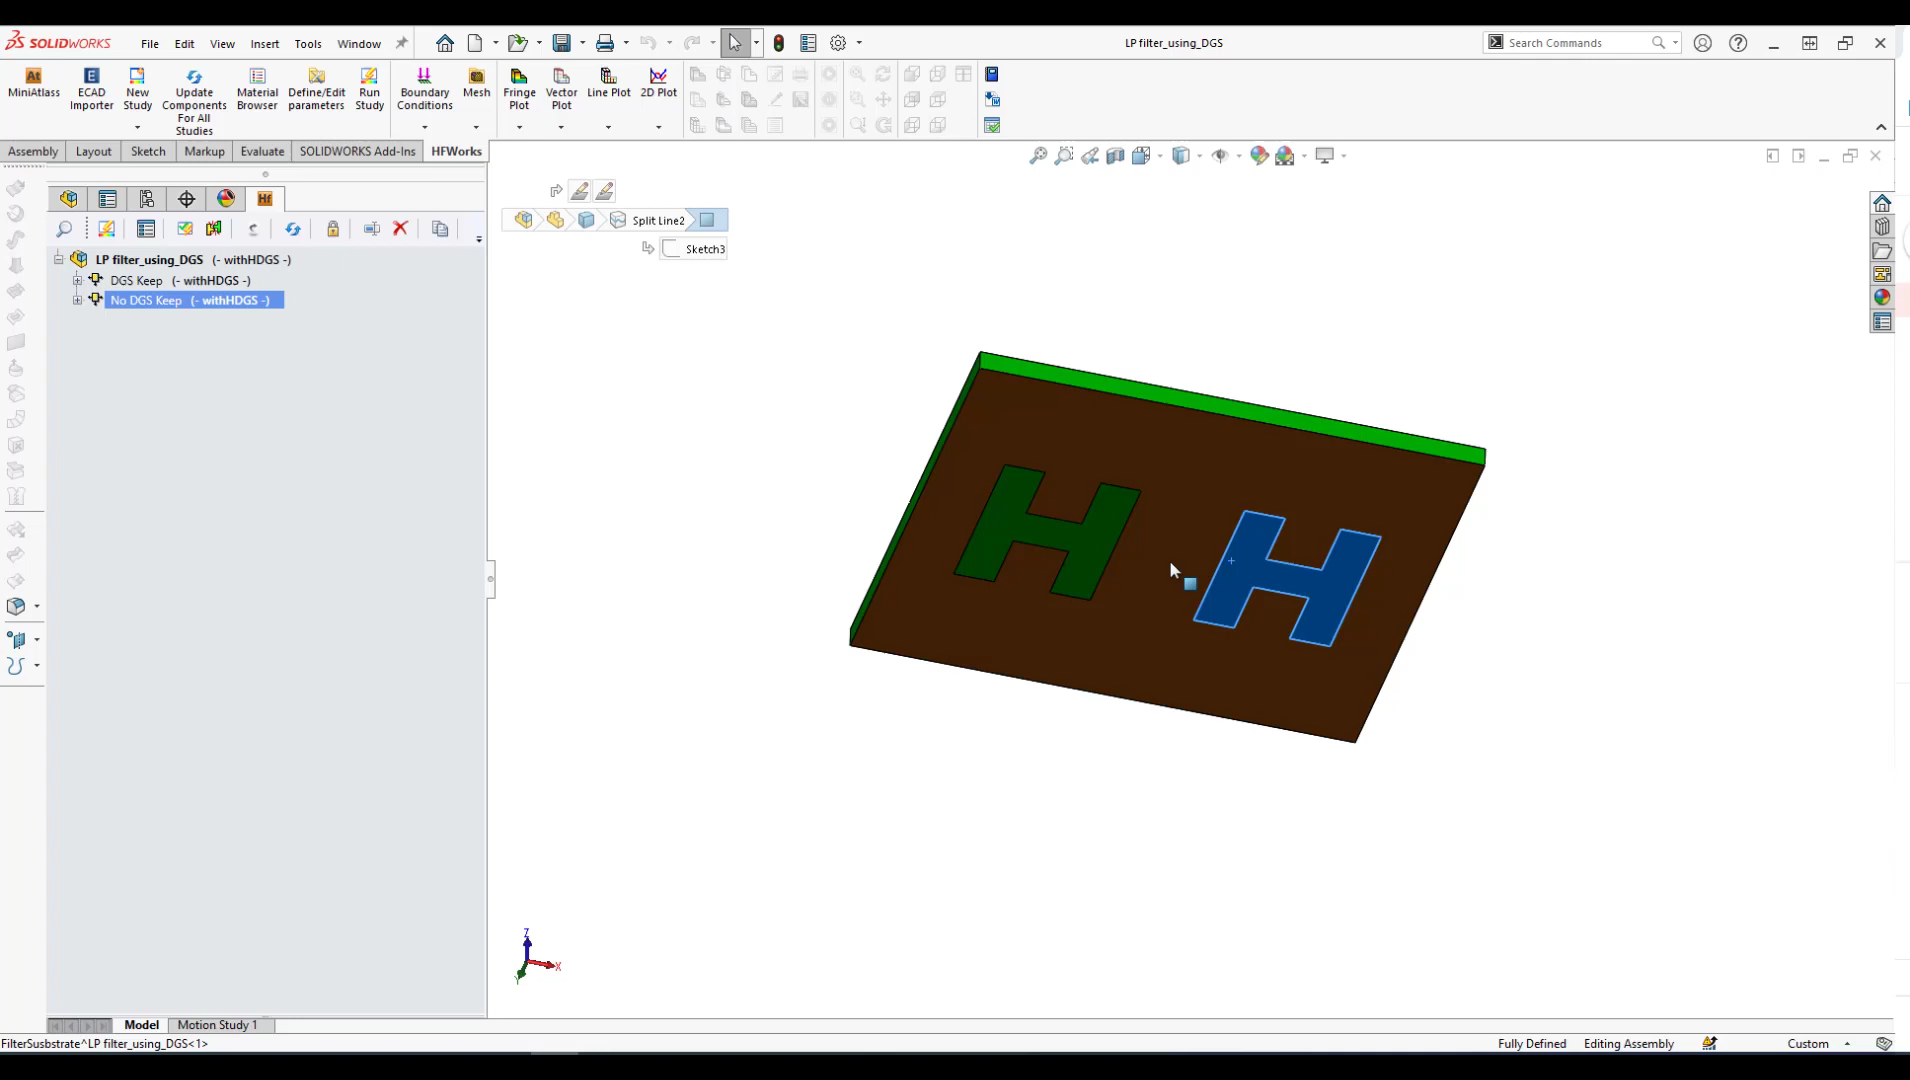 SOLIDWORKS File Edit View Insert Tools Window LP filter_using_DGS Search Commands
At MiniAtlass
E ECAD Importer
New Study
Update Components For All Studies
Material Browser
Define/Edit parameters
Run Study
Boundary Conditions
Mesh
Fringe Plot
Vector Plot
Line Plot
2D Plot
Assembly Layout Sketch Markup Evaluate SOLIDWORKS Add-Ins HFWorks
Hf
Split Line2
Sketch3
LP filter_using_DGS (- withHDGS -)
DGS Keep (- withHDGS -)
No DGS Keep (- withHDGS -)
Z
X
Y
Model Motion Study 1
FilterSusbstrate^LP filter_using_DGS<1> Fully Defined Editing Assembly Custom